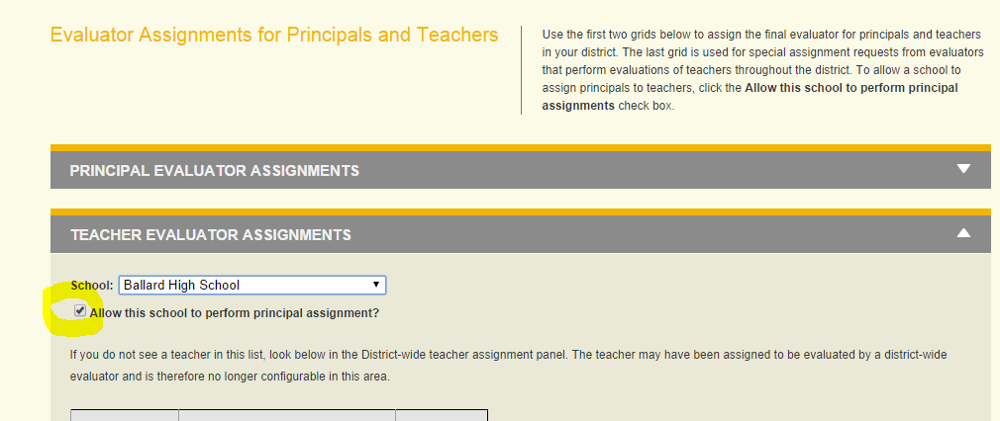 Evaluator Assignments for Principals and Teachers
Use the first two grids below to assign the final evaluator for principals and teachers
in your district. The last grid is used for special assignment requests from evaluators
that perform evaluations of teachers throughout the district. To allow a school to
assign principals to teachers, click the Allow this school to perform principal
assignments check box.
PRINCIPAL EVALUATOR ASSIGNMENTS
TEACHER EVALUATOR ASSIGNMENTS
School: Ballard High School
Allow this school to perform principal assignment?
If you do not see a teacher in this list, look below in the District-wide teacher assignment panel. The teacher may have been assigned to be evaluated by a district-wide
evaluator and is therefore no longer configurable in this area.